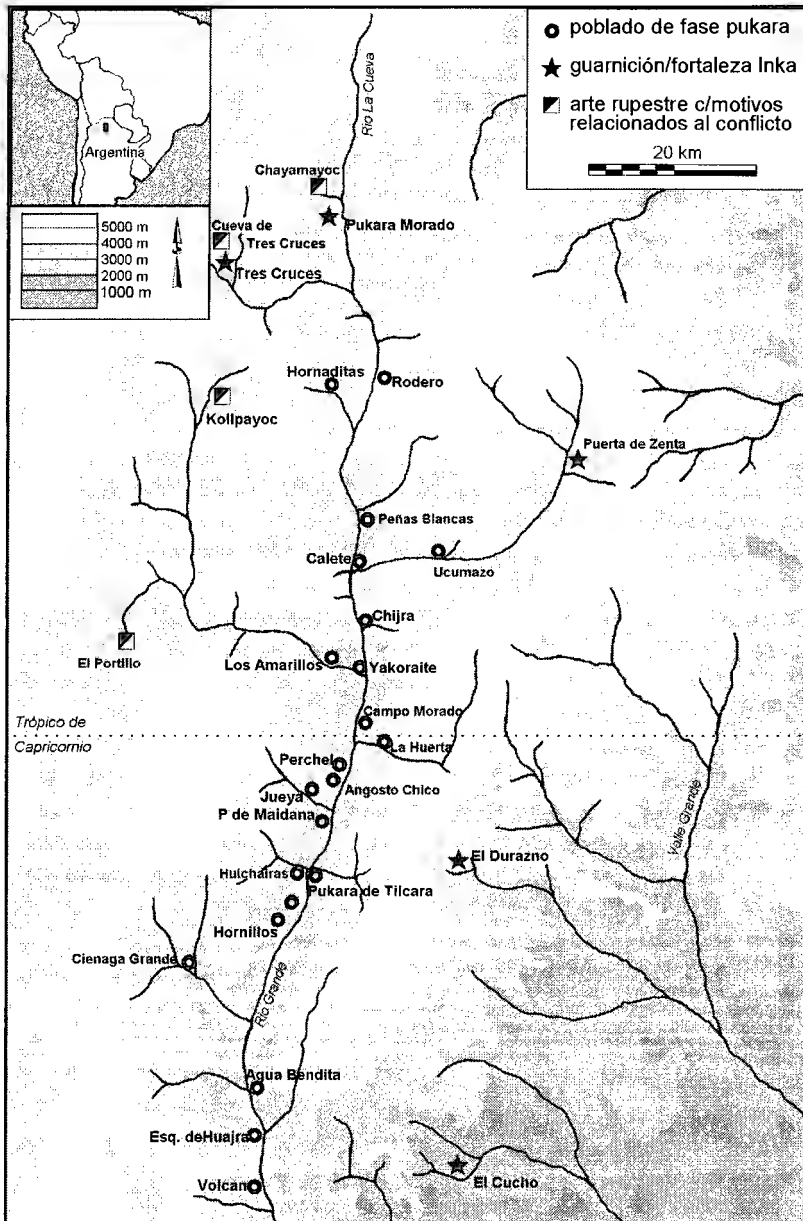 Argentina
5000 m
4000 m
3000 m
2000 m
1000 m
poblado de fase pukara
guarnición/fortaleza Inka
arte rupestre c/motivos
relacionados al conflicto
20 km
Río La Cueva
Chayamayoc
Pukara Morado
Cueva de
Tres Cruces
Tres Cruces
Hornaditas
Rodero
Kollpayoc
Puerta de Zenta
Peñas Blancas
Calete
Ucumazo
Chijra
El Portillo
Los Amarillos
Yakoraite
Campo Morado
Trópico de
Capricornio
La Huerta
Perchel
Angosto Chico
Jueya
P de Maidana
Valle Grande
El Durazno
Huichairas
Pukara de Tilcara
Hornillos
Cienaga Grande
Río Grande
Agua Bendita
Esq. deHuajra
Volcan
El Cucho